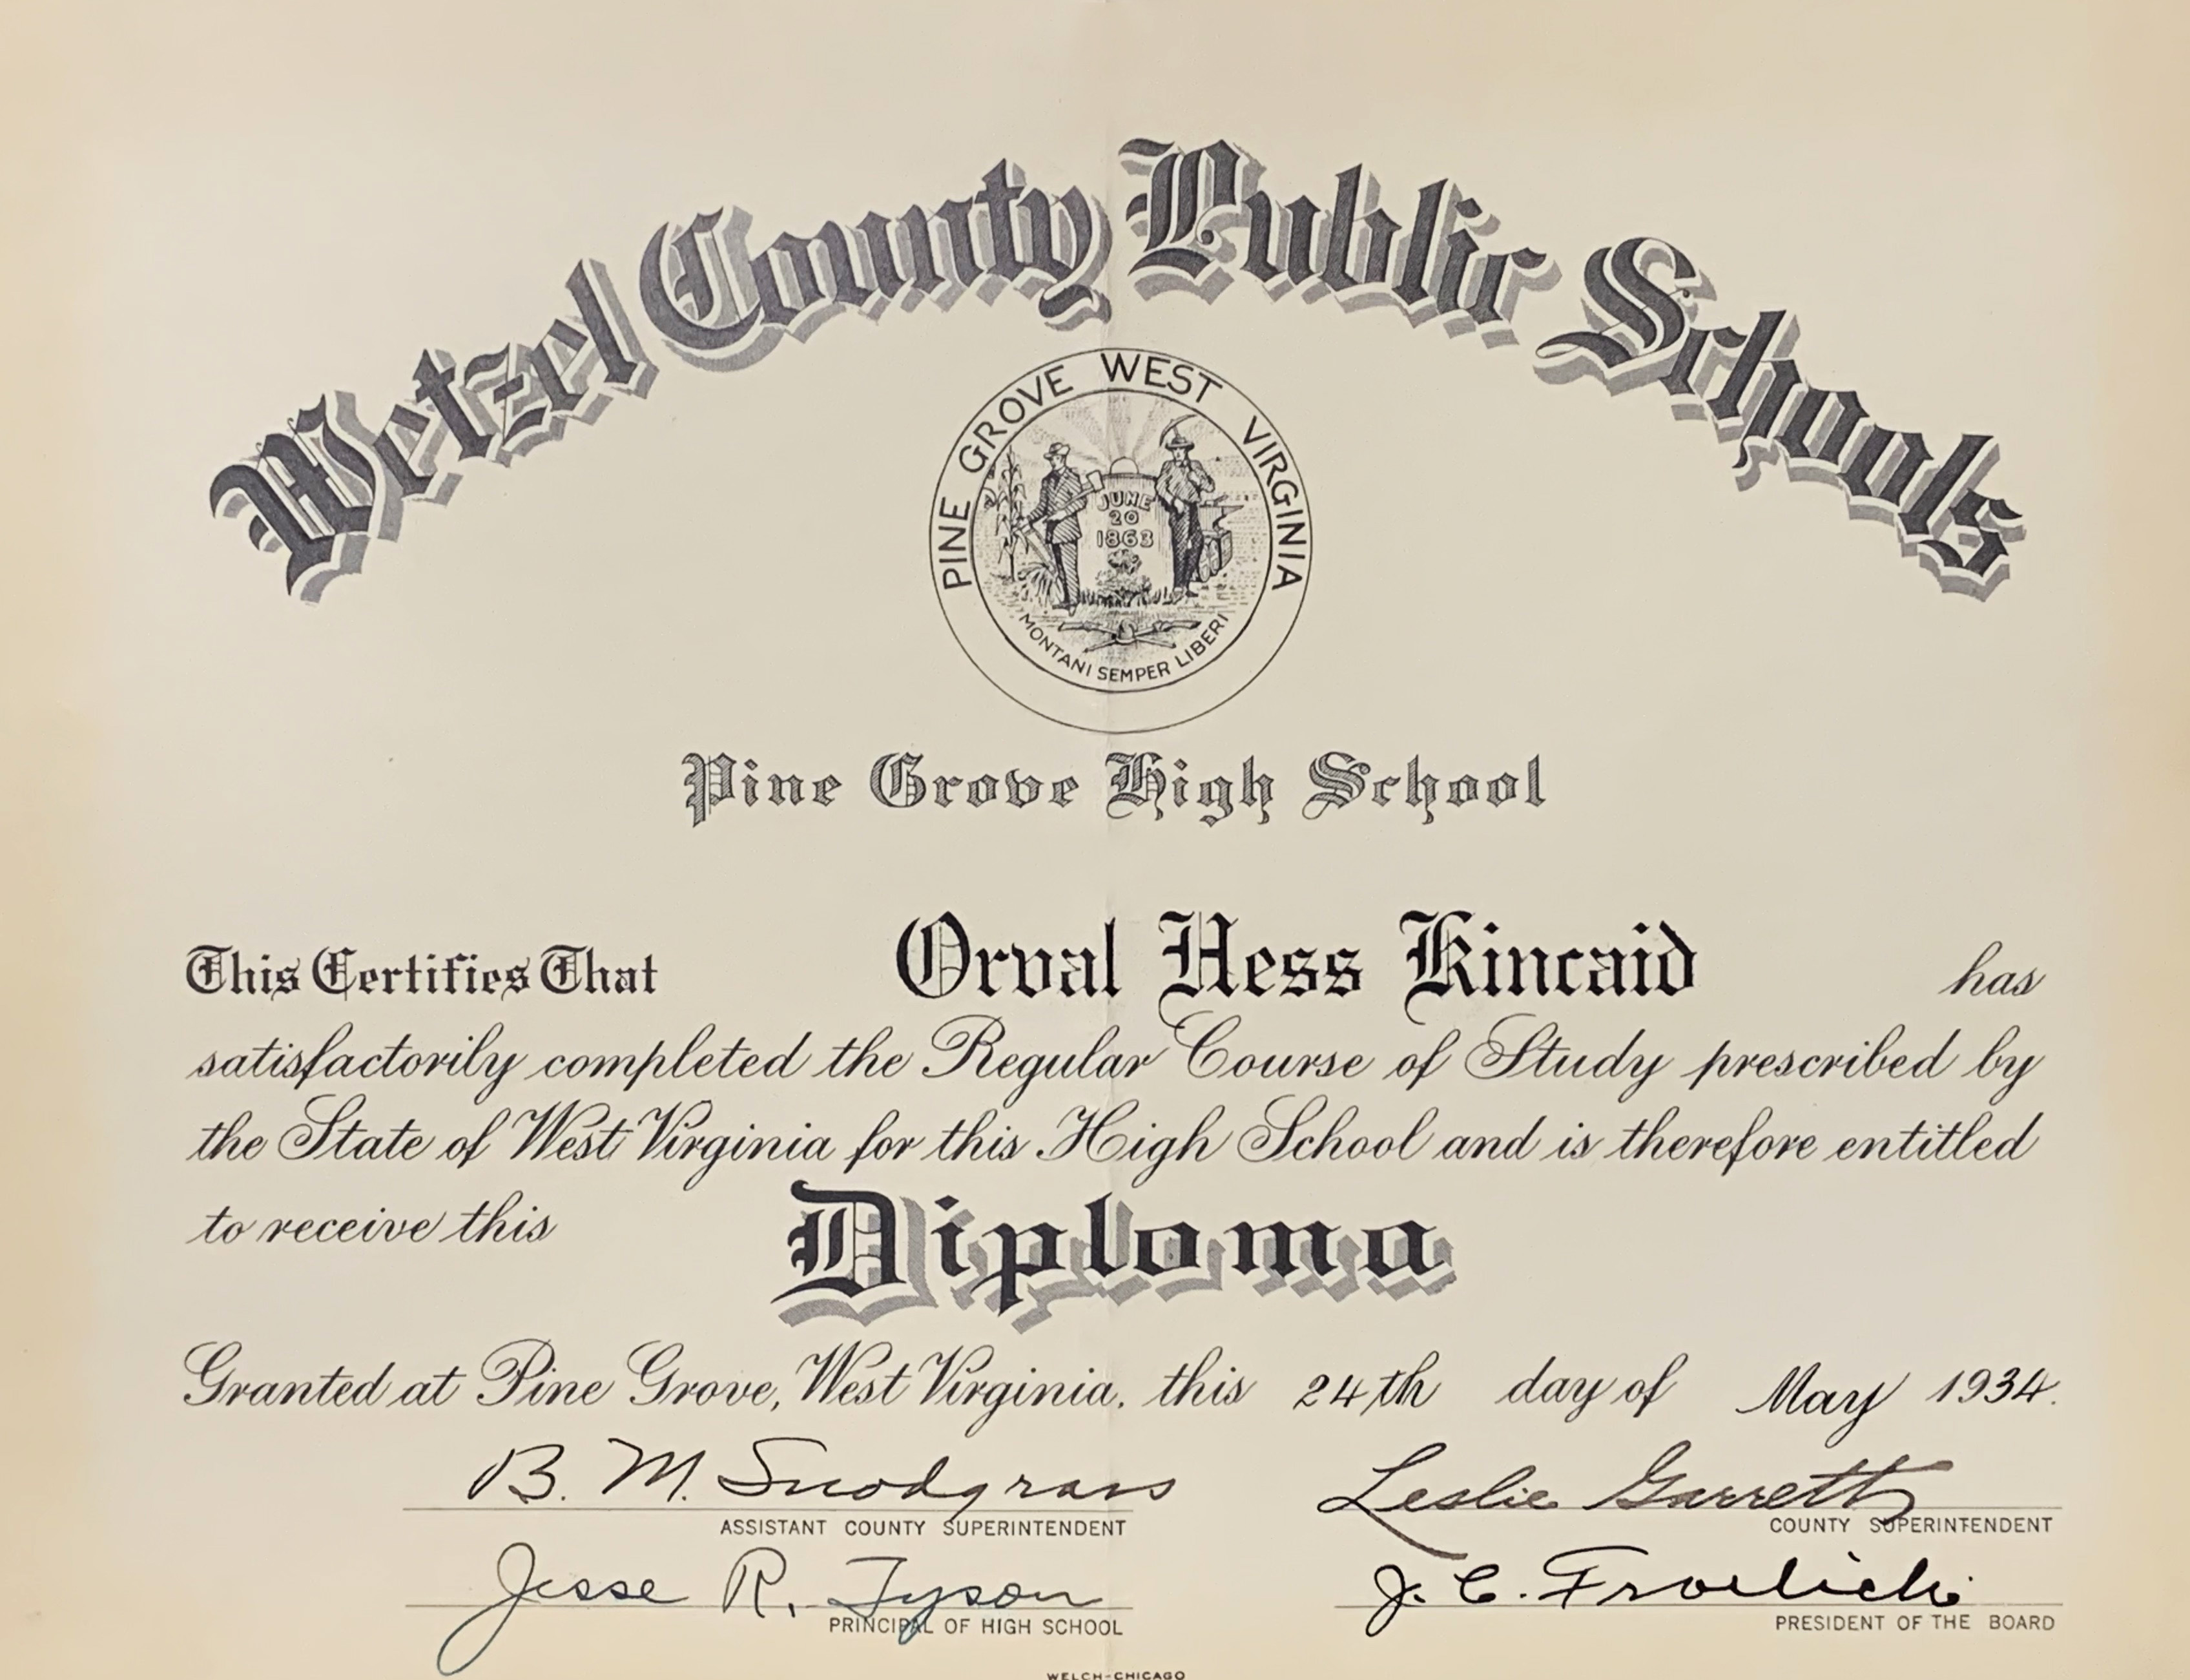 Wetzel County Public Schools
PINE GROVE WEST VIRGINIA
JUNE
20
1863
MONTANI SEMPER LIBERI
Pine Grove High School
This Certifies That Orval Hess Kincaid has
satisfactorily completed the Regular Course of Study prescribed by
the State of West Virginia for this High School and is therefore entitled
to receive this Diploma
Granted at Pine Grove, West Virginia, this 24th day of May 1934.
B. M. Snodgrass Leslie Garrett
ASSISTANT COUNTY SUPERINTENDENT COUNTY SUPERINTENDENT
Jesse R. Tyson J. C. Froelich
PRINCIPAL OF HIGH SCHOOL PRESIDENT OF THE BOARD
WELCH-CHICAGO